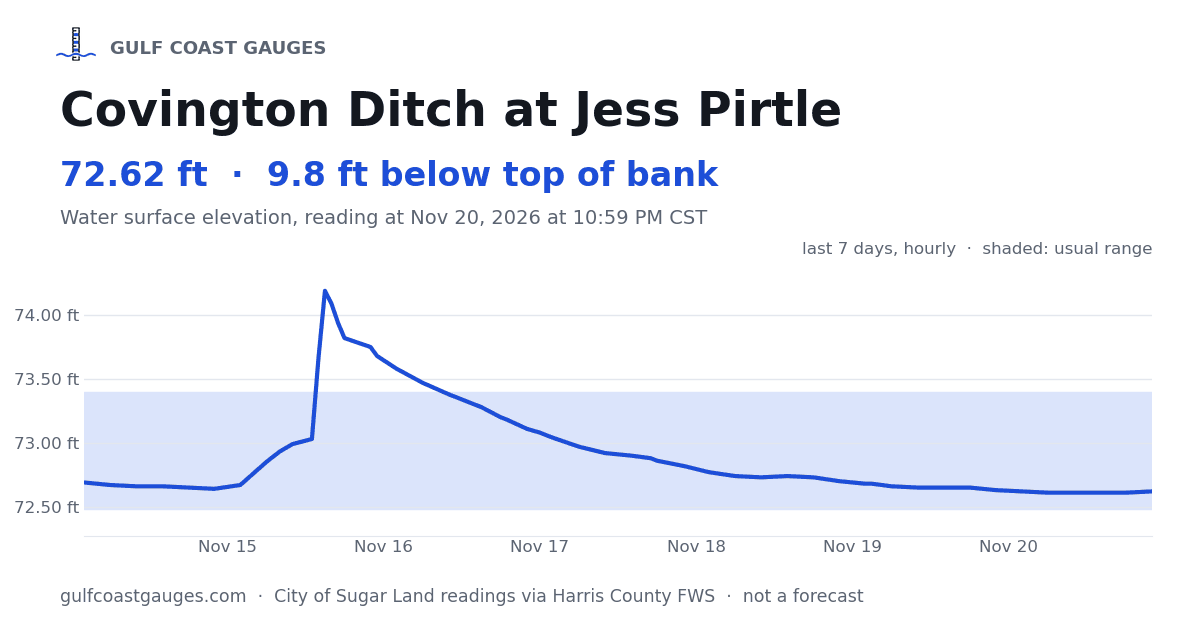 GULF COAST GAUGES
Covington Ditch at Jess Pirtle
72.62 ft · 9.8 ft below top of bank
Water surface elevation, reading at Nov 20, 2026 at 10:59 PM CST
last 7 days, hourly · shaded: usual range
74.00 ft
73.50 ft
73.00 ft
72.50 ft
Nov 15 Nov 16 Nov 17 Nov 18 Nov 19 Nov 20
gulfcoastgauges.com · City of Sugar Land readings via Harris County FWS · not a forecast